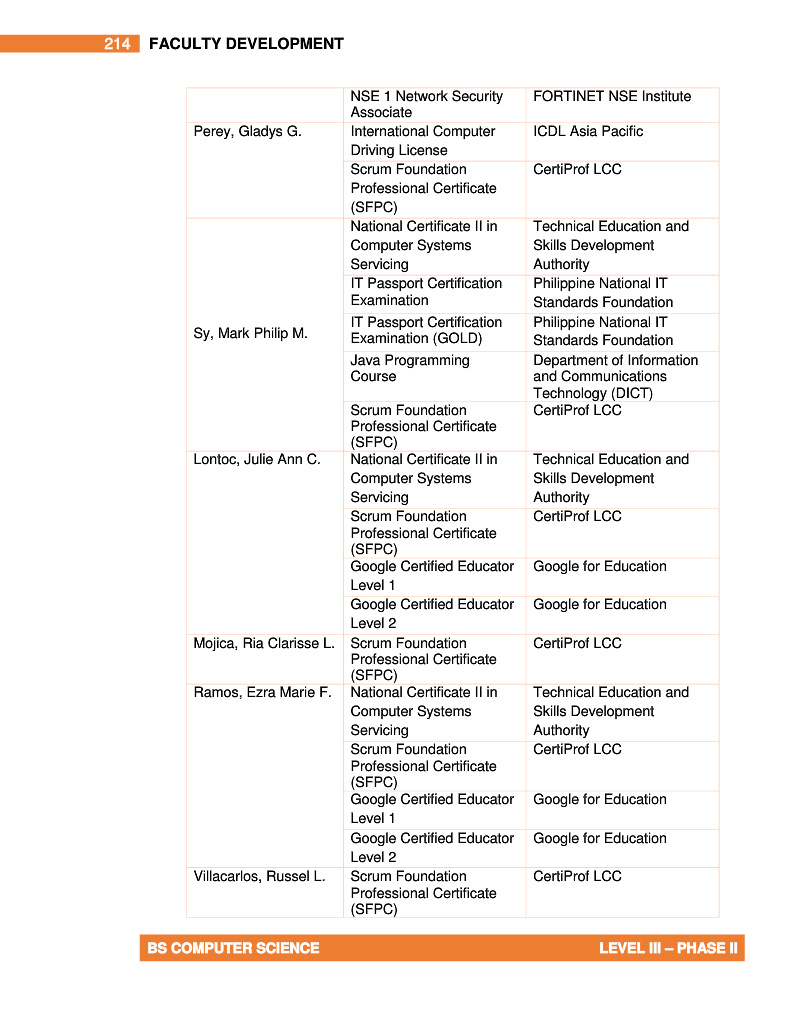 214 FACULTY DEVELOPMENT
NSE 1 Network Security
Associate
FORTINET NSE Institute
Perey, Gladys G.
International Computer
Driving License
ICDL Asia Pacific
Scrum Foundation
Professional Certificate
(SFPC)
CertiProf LCC
Sy, Mark Philip M.
National Certificate II in
Computer Systems
Servicing
Technical Education and
Skills Development
Authority
IT Passport Certification
Examination
Philippine National IT
Standards Foundation
IT Passport Certification
Examination (GOLD)
Philippine National IT
Standards Foundation
Java Programming
Course
Department of Information
and Communications
Technology (DICT)
Scrum Foundation
Professional Certificate
(SFPC)
CertiProf LCC
Lontoc, Julie Ann C.
National Certificate II in
Computer Systems
Servicing
Technical Education and
Skills Development
Authority
Scrum Foundation
Professional Certificate
(SFPC)
CertiProf LCC
Google Certified Educator
Level 1
Google for Education
Google Certified Educator
Level 2
Google for Education
Mojica, Ria Clarisse L.
Scrum Foundation
Professional Certificate
(SFPC)
CertiProf LCC
Ramos, Ezra Marie F.
National Certificate II in
Computer Systems
Servicing
Technical Education and
Skills Development
Authority
Scrum Foundation
Professional Certificate
(SFPC)
CertiProf LCC
Google Certified Educator
Level 1
Google for Education
Google Certified Educator
Level 2
Google for Education
Villacarlos, Russel L.
Scrum Foundation
Professional Certificate
(SFPC)
CertiProf LCC
BS COMPUTER SCIENCE
LEVEL III – PHASE II